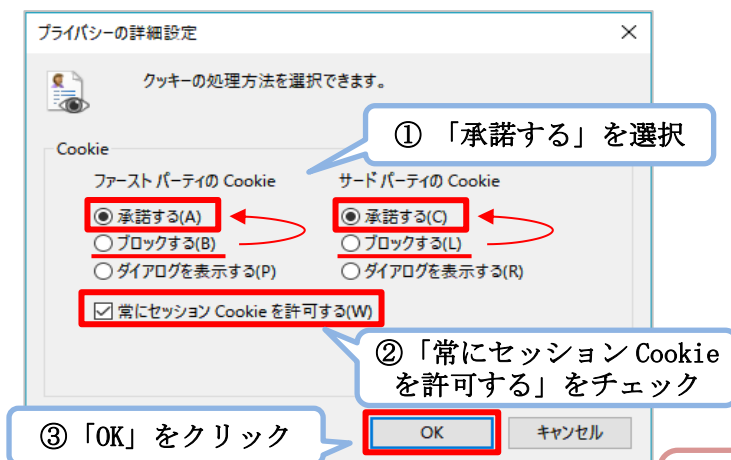 プライバシーの詳細設定
クッキーの処理方法を選択できます。
① 「承諾する」を選択
Cookie
ファースト パーティの Cookie
サード パーティの Cookie
承諾する(A)
承諾する(C)
ブロックする(B)
ブロックする(L)
ダイアログを表示する(P)
ダイアログを表示する(R)
常にセッション Cookie を許可する(W)
②「常にセッション Cookie
を許可する」をチェック
③「OK」をクリック
OK
キャンセル